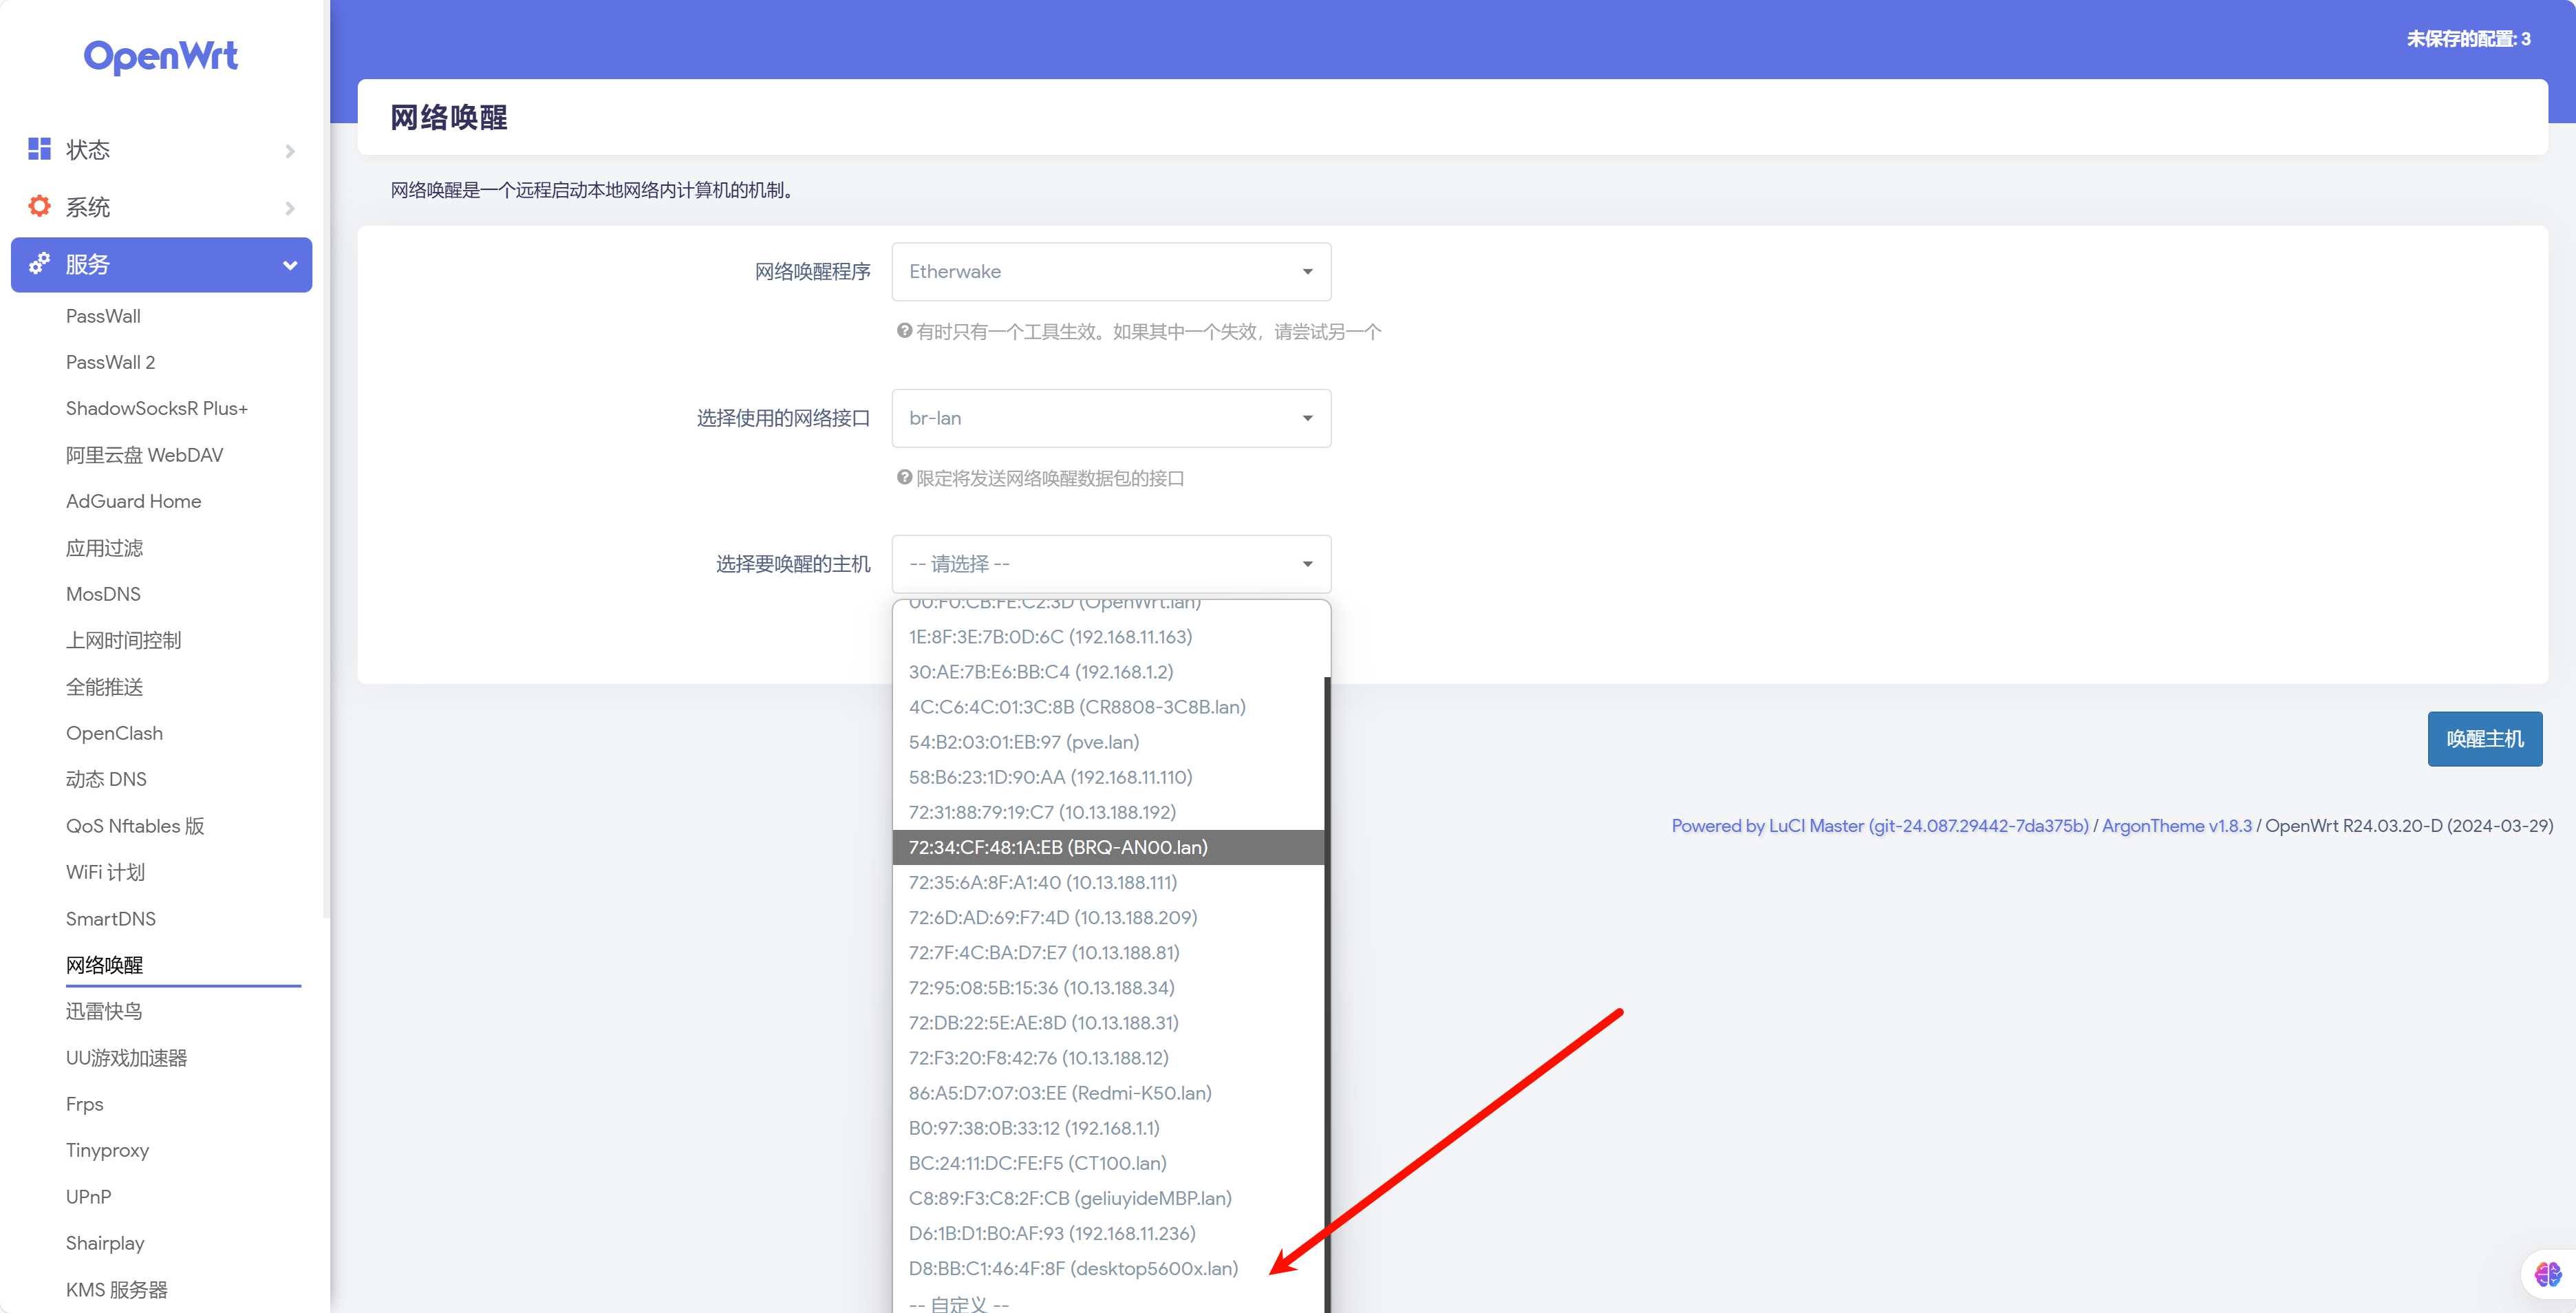 OpenWrt
状态
系统
服务
PassWall
PassWall 2
ShadowSocksR Plus+
阿里云盘 WebDAV
AdGuard Home
应用过滤
MosDNS
上网时间控制
全能推送
OpenClash
动态 DNS
QoS Nftables 版
WiFi 计划
SmartDNS
网络唤醒
迅雷快鸟
UU游戏加速器
Frps
Tinyproxy
UPnP
Shairplay
KMS 服务器
未保存的配置: 3
网络唤醒
网络唤醒是一个远程启动本地网络内计算机的机制。
网络唤醒程序
Etherwake
有时只有一个工具生效。如果其中一个失效，请尝试另一个
选择使用的网络接口
br-lan
限定将发送网络唤醒数据包的接口
选择要唤醒的主机
-- 请选择 --
00:F0:CB:FE:C2:3D (OpenWrt.lan)
1E:8F:3E:7B:0D:6C (192.168.11.163)
30:AE:7B:E6:BB:C4 (192.168.1.2)
4C:C6:4C:01:3C:8B (CR8808-3C8B.lan)
54:B2:03:01:EB:97 (pve.lan)
58:B6:23:1D:90:AA (192.168.11.110)
72:31:88:79:19:C7 (10.13.188.192)
72:34:CF:48:1A:EB (BRQ-AN00.lan)
72:35:6A:8F:A1:40 (10.13.188.111)
72:6D:AD:69:F7:4D (10.13.188.209)
72:7F:4C:BA:D7:E7 (10.13.188.81)
72:95:08:5B:15:36 (10.13.188.34)
72:DB:22:5E:AE:8D (10.13.188.31)
72:F3:20:F8:42:76 (10.13.188.12)
86:A5:D7:07:03:EE (Redmi-K50.lan)
B0:97:38:0B:33:12 (192.168.1.1)
BC:24:11:DC:FE:F5 (CT100.lan)
C8:89:F3:C8:2F:CB (geliuyideMBP.lan)
D6:1B:D1:B0:AF:93 (192.168.11.236)
D8:BB:C1:46:4F:8F (desktop5600x.lan)
-- 自定义 --
唤醒主机
Powered by LuCI Master (git-24.087.29442-7da375b) / ArgonTheme v1.8.3 / OpenWrt R24.03.20-D (2024-03-29)